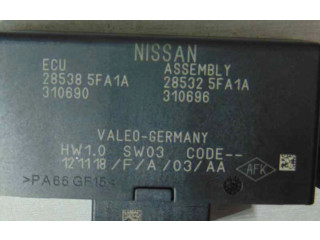 NISSAN
ECU ASSEMBLY
28538 5FA1A 28532 5FA1A
310690 310696
VALEO-GERMANY
HW1.0 SW03 CODE--
12*11*18/F/A/03/AA
AFK
>PA66 GF15<